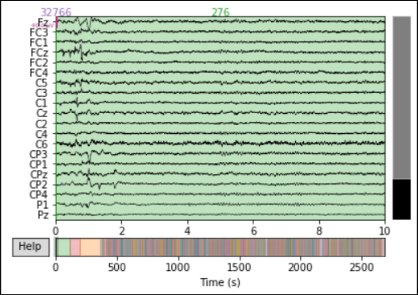 32766 276
Fz
FC3
FC1
FCz
FC2
FC4
C5
C3
C1
Cz
C2
C4
C6
CP3
CP1
CPz
CP2
CP4
P1
Pz
0 2 4 6 8 10
Help
0 500 1000 1500 2000 2500
Time (s)